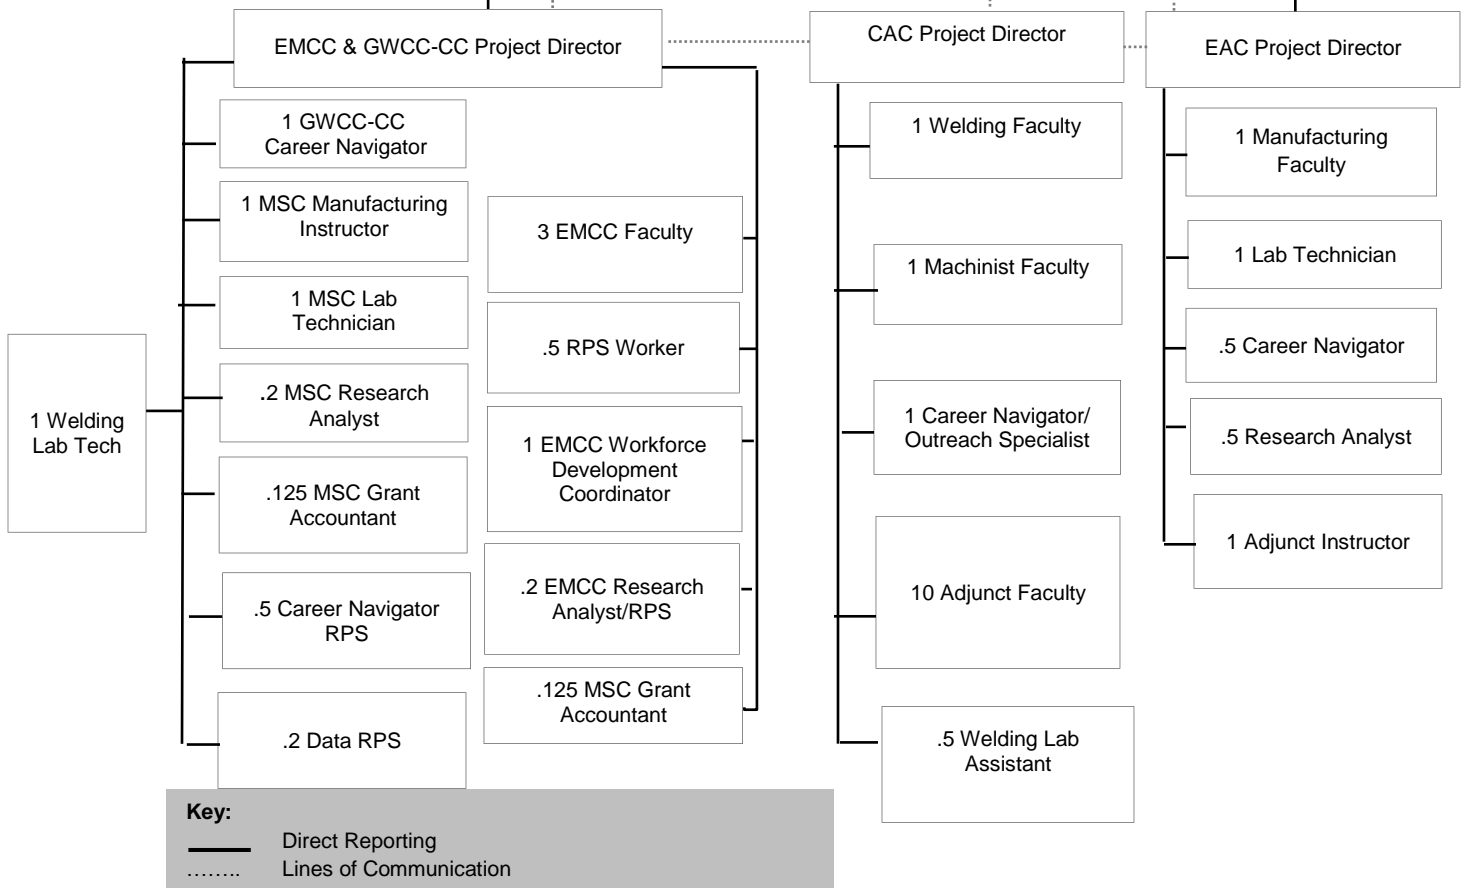 EMCC & GWCC-CC Project Director
CAC Project Director
EAC Project Director
1 Welding
Lab Tech
1 GWCC-CC
Career Navigator
1 MSC Manufacturing
Instructor
1 MSC Lab
Technician
.2 MSC Research
Analyst
.125 MSC Grant
Accountant
.5 Career Navigator
RPS
.2 Data RPS
3 EMCC Faculty
.5 RPS Worker
1 EMCC Workforce
Development
Coordinator
.2 EMCC Research
Analyst/RPS
.125 MSC Grant
Accountant
1 Welding Faculty
1 Machinist Faculty
1 Career Navigator/
Outreach Specialist
10 Adjunct Faculty
.5 Welding Lab
Assistant
1 Manufacturing
Faculty
1 Lab Technician
.5 Career Navigator
.5 Research Analyst
1 Adjunct Instructor
Key:
Direct Reporting
........ Lines of Communication